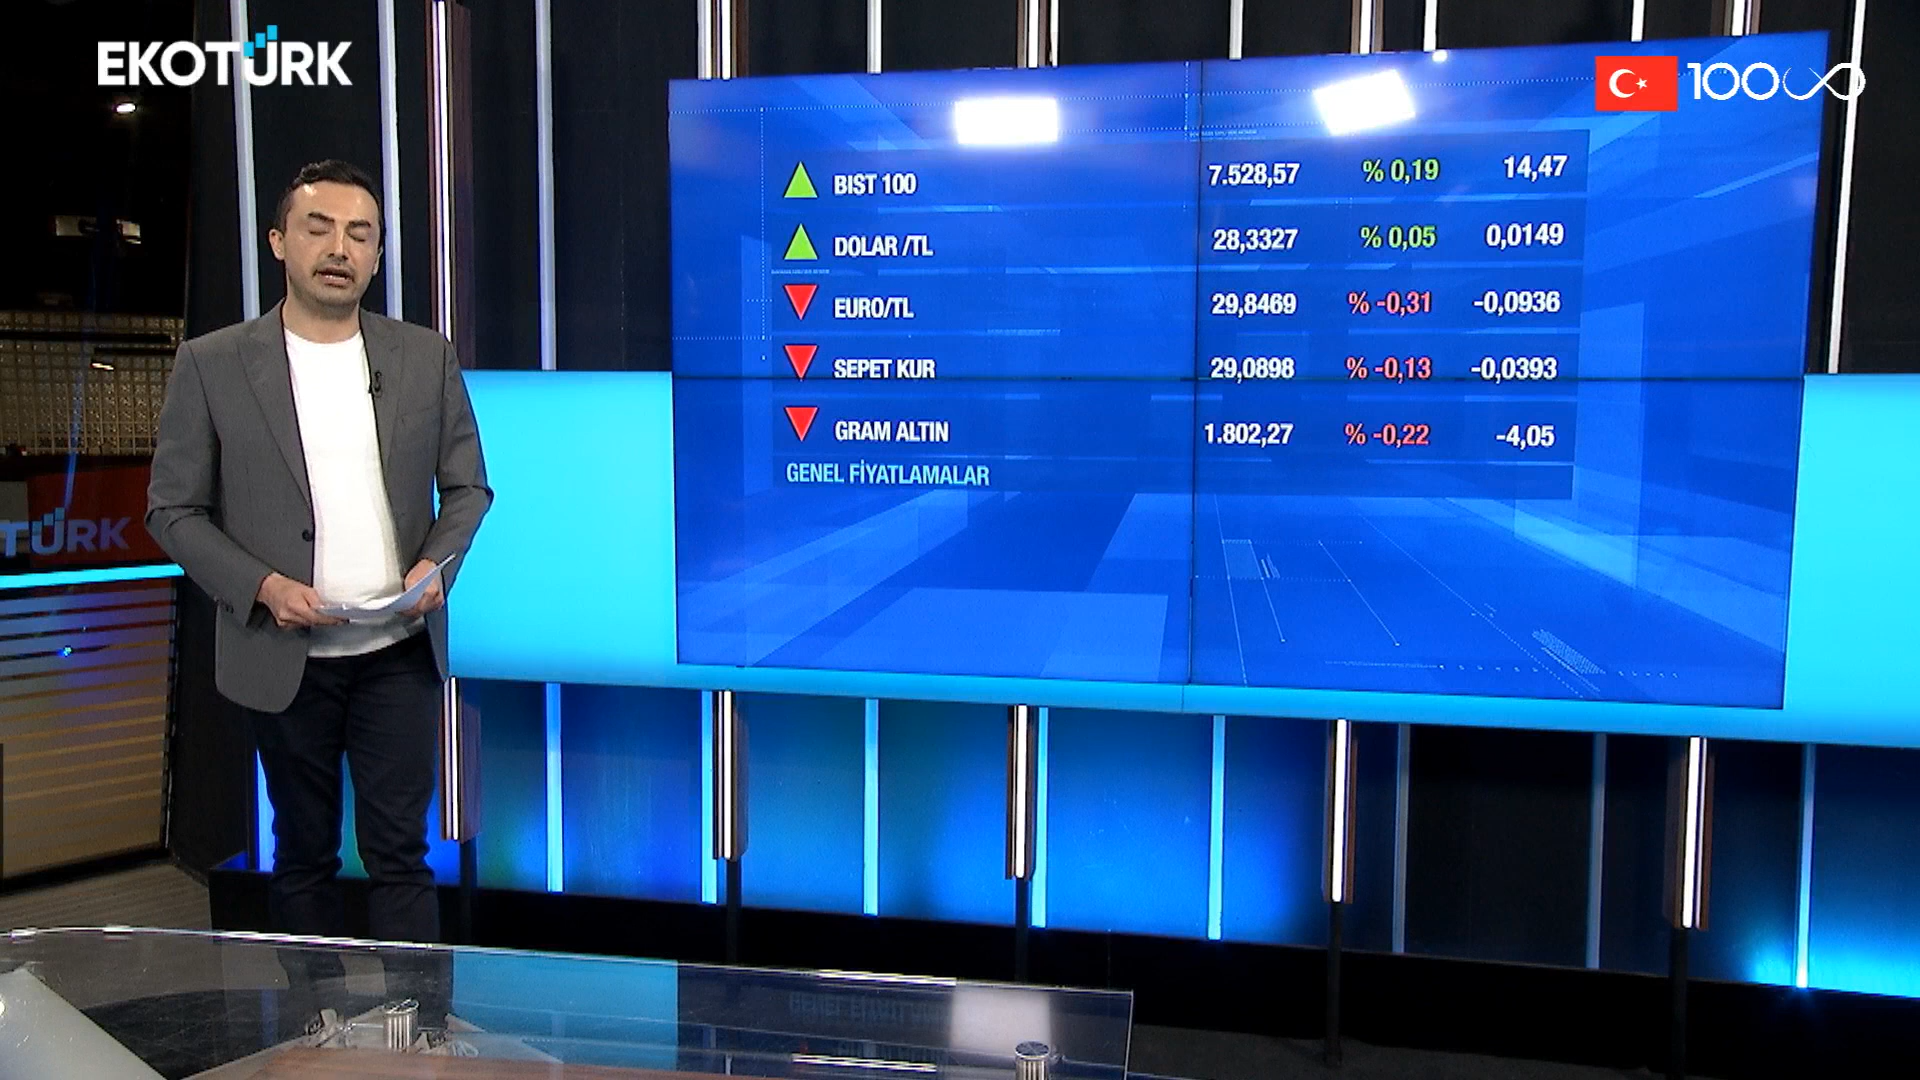 EKOTÜRK
100
BIST 100 7.528,57 % 0,19 14,47
DOLAR /TL 28,3327 % 0,05 0,0149
EURO/TL 29,8469 % -0,31 -0,0936
SEPET KUR 29,0898 % -0,13 -0,0393
GRAM ALTIN 1.802,27 % -0,22 -4,05
GENEL FİYATLAMALAR
TÜRK